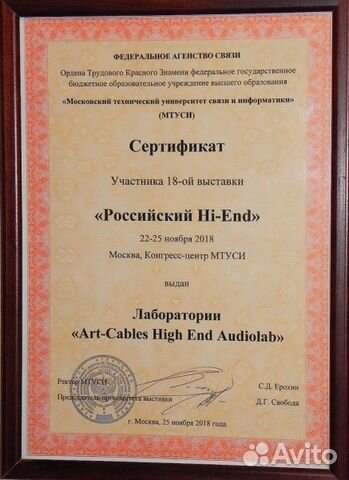 ФЕДЕРАЛЬНОЕ АГЕНСТВО СВЯЗИ
Ордена Трудового Красного Знамени федеральное государственное
бюджетное образовательное учреждение высшего образования
«Московский технический университет связи и информатики»
(МТУСИ)
Сертификат
Участника 18-ой выставки
«Российский Hi-End»
22-25 ноября 2018
Москва, Конгресс-центр МТУСИ
выдан
Лаборатории
«Art-Cables High End Audiolab»
Ректор МТУСИ С.Д. Ерохин
Председатель оргкомитета выставки Д.Г. Свобода
г. Москва, 25 ноября 2018 года
Avito